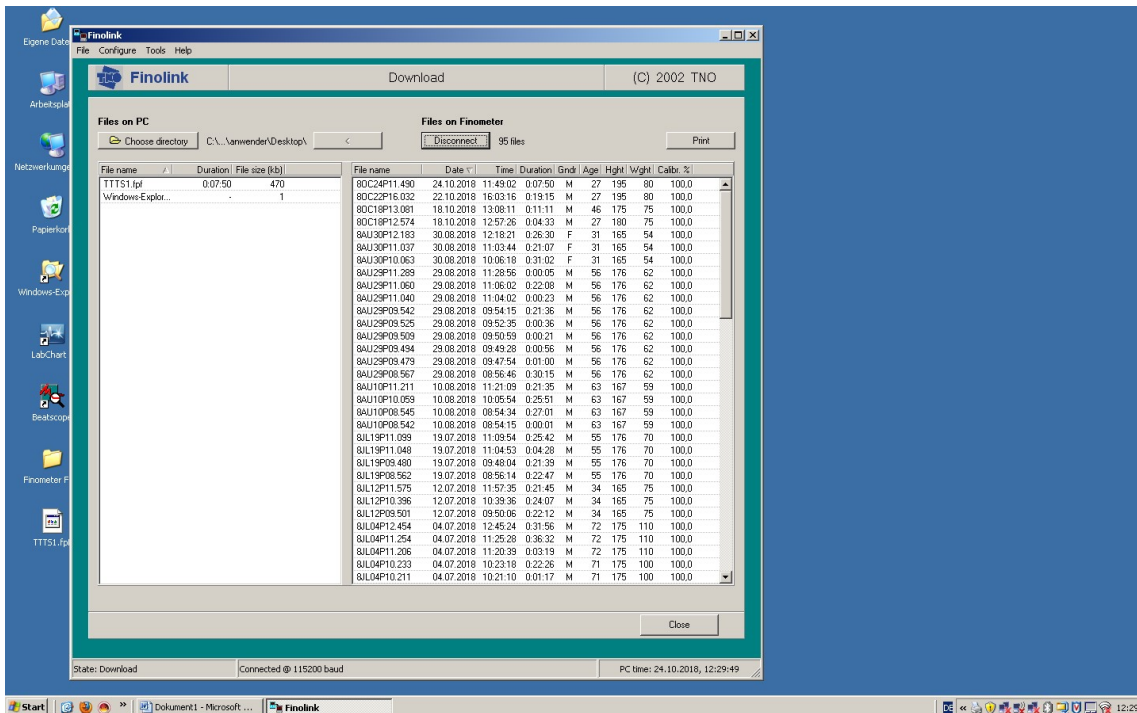 Eigene Date
Arbeitspla
Netzwerkumge
Papierkorl
Windows-Exp
LabChart
Beatscope
Finometer F
TTTS1.fpf
Finolink
File Configure Tools Help
TNO Finolink Download (C) 2002 TNO
Files on PC Files on Finometer
Choose directory C:\...\anwender\Desktop\ < Disconnect 95 files Print
File name Duration File size (kb)
TTTS1.fpf 0:07:50 470
Windows-Explor... - 1
File name Date Time Duration Gndr Age Hght Wght Calibr. %
8OC24P11.490 24.10.2018 11:49:02 0:07:50 M 27 195 80 100,0
8OC22P16.032 22.10.2018 16:03:16 0:19:15 M 27 195 80 100,0
8OC18P13.081 18.10.2018 13:08:11 0:11:11 M 46 175 75 100,0
8OC18P12.574 18.10.2018 12:57:26 0:04:33 M 27 180 75 100,0
8AU30P12.183 30.08.2018 12:18:21 0:26:30 F 31 165 54 100,0
8AU30P11.037 30.08.2018 11:03:44 0:21:07 F 31 165 54 100,0
8AU30P10.063 30.08.2018 10:06:18 0:31:02 F 31 165 54 100,0
8AU29P11.289 29.08.2018 11:28:56 0:00:05 M 56 176 62 100,0
8AU29P11.060 29.08.2018 11:06:02 0:22:08 M 56 176 62 100,0
8AU29P11.040 29.08.2018 11:04:02 0:00:23 M 56 176 62 100,0
8AU29P09.542 29.08.2018 09:54:15 0:21:36 M 56 176 62 100,0
8AU29P09.525 29.08.2018 09:52:35 0:00:36 M 56 176 62 100,0
8AU29P09.509 29.08.2018 09:50:59 0:00:21 M 56 176 62 100,0
8AU29P09.494 29.08.2018 09:49:28 0:00:56 M 56 176 62 100,0
8AU29P09.479 29.08.2018 09:47:54 0:01:00 M 56 176 62 100,0
8AU29P08.567 29.08.2018 08:56:46 0:30:15 M 56 176 62 100,0
8AU10P11.211 10.08.2018 11:21:09 0:21:35 M 63 167 59 100,0
8AU10P10.059 10.08.2018 10:05:54 0:25:51 M 63 167 59 100,0
8AU10P08.545 10.08.2018 08:54:34 0:27:01 M 63 167 59 100,0
8AU10P08.542 10.08.2018 08:54:15 0:00:01 M 63 167 59 100,0
8JL19P11.099 19.07.2018 11:09:54 0:25:42 M 55 176 70 100,0
8JL19P11.048 19.07.2018 11:04:53 0:04:28 M 55 176 70 100,0
8JL19P09.480 19.07.2018 09:48:04 0:21:39 M 55 176 70 100,0
8JL19P08.562 19.07.2018 08:56:14 0:22:47 M 55 176 70 100,0
8JL12P11.575 12.07.2018 11:57:35 0:21:45 M 34 165 75 100,0
8JL12P10.396 12.07.2018 10:39:36 0:24:07 M 34 165 75 100,0
8JL12P09.501 12.07.2018 09:50:06 0:22:12 M 34 165 75 100,0
8JL04P12.454 04.07.2018 12:45:24 0:31:56 M 72 175 110 100,0
8JL04P11.254 04.07.2018 11:25:28 0:36:32 M 72 175 110 100,0
8JL04P11.206 04.07.2018 11:20:39 0:03:19 M 72 175 110 100,0
8JL04P10.233 04.07.2018 10:23:18 0:22:26 M 71 175 100 100,0
8JL04P10.211 04.07.2018 10:21:10 0:01:17 M 71 175 100 100,0
Close
State: Download Connected @ 115200 baud PC time: 24.10.2018, 12:29:49
Start » Dokument1 - Microsoft ... Finolink DE « 12:29